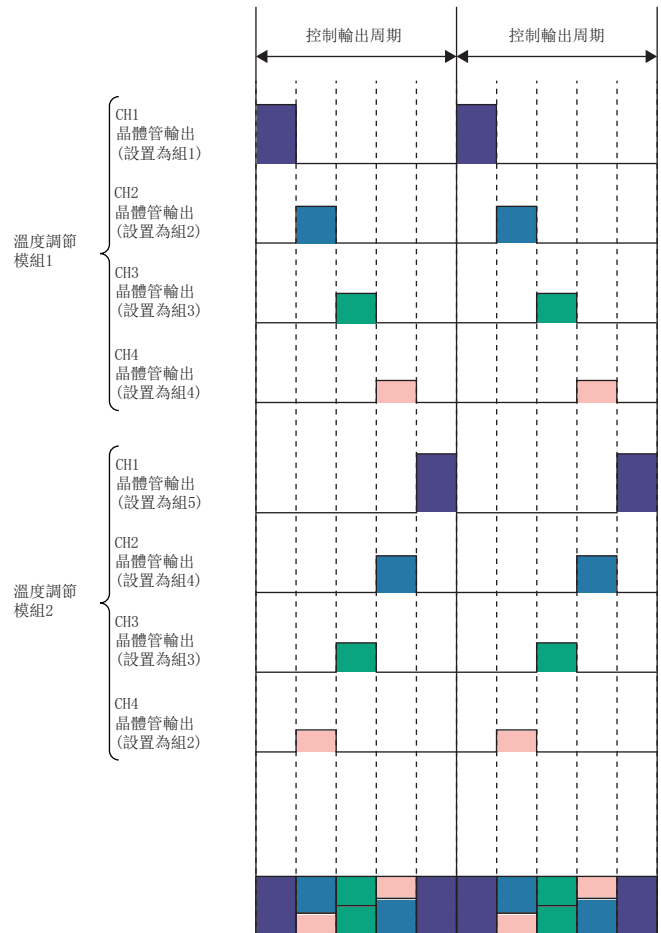 控制輸出周期 控制輸出周期
CH1
晶體管輸出
(設置為組1)
CH2
晶體管輸出
(設置為組2)
溫度調節
模組1
CH3
晶體管輸出
(設置為組3)
CH4
晶體管輸出
(設置為組4)
CH1
晶體管輸出
(設置為組5)
CH2
晶體管輸出
(設置為組4)
溫度調節
模組2
CH3
晶體管輸出
(設置為組3)
CH4
晶體管輸出
(設置為組2)